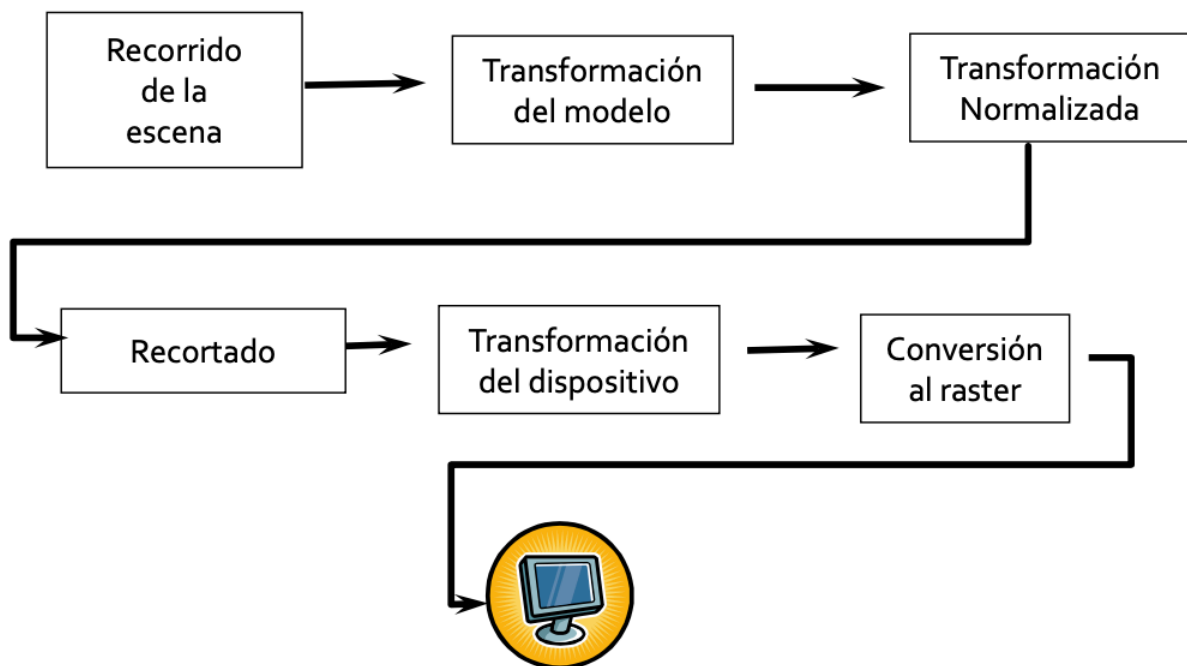 Recorrido
de la
escena
Transformación
del modelo
Transformación
Normalizada
Recortado
Transformación
del dispositivo
Conversión
al raster